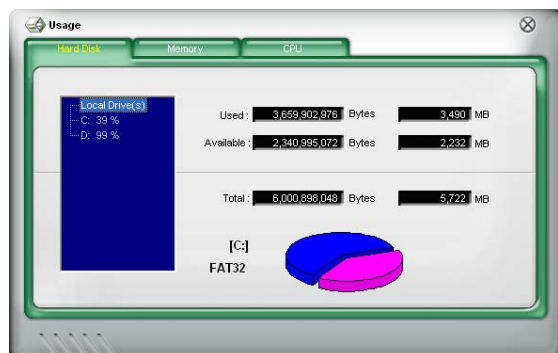 Usage
Hard Disk Memory CPU
Local Drive(s)
C: 39 %
D: 99 %
Used : 3,659,902,976 Bytes 3,490 MB
Available : 2,340,995,072 Bytes 2,232 MB
Total : 6,000,898,048 Bytes 5,722 MB
[C:]
FAT32